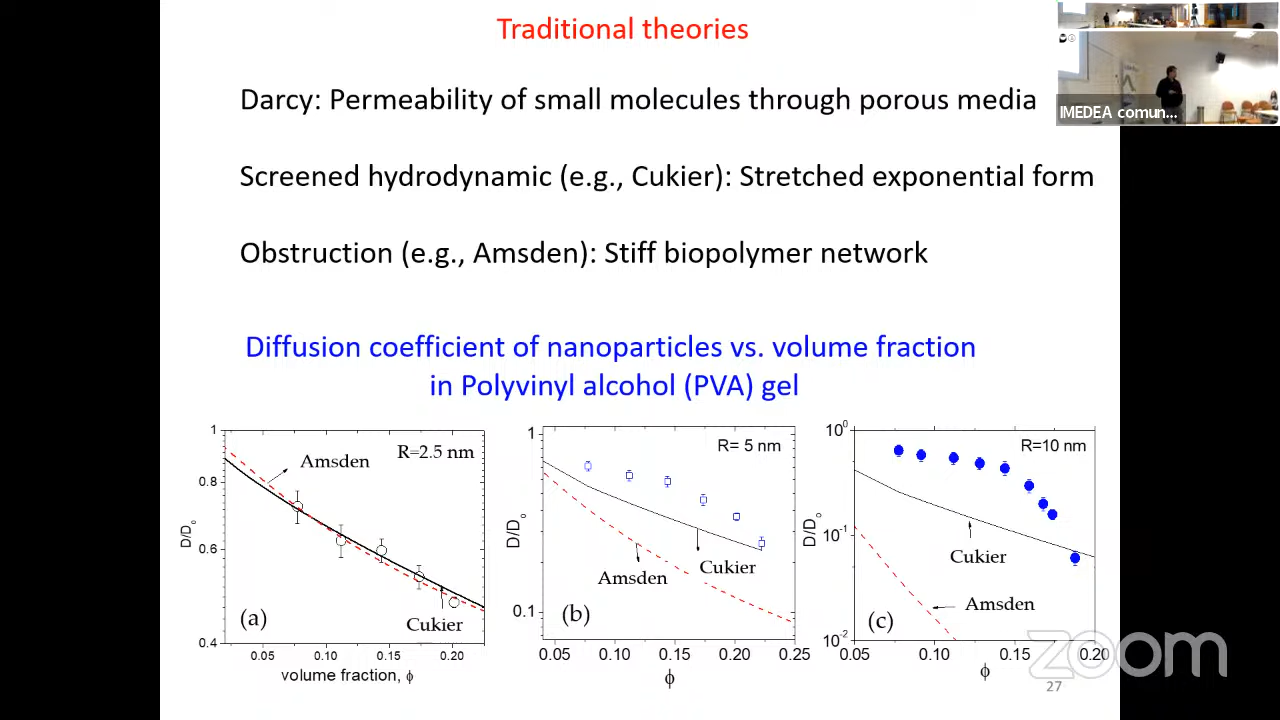 Traditional theories
IMEDEA comun...
Darcy: Permeability of small molecules through porous media
Screened hydrodynamic (e.g., Cukier): Stretched exponential form
Obstruction (e.g., Amsden): Stiff biopolymer network
Diffusion coefficient of nanoparticles vs. volume fraction
in Polyvinyl alcohol (PVA) gel
1
0.8
0.6
0.4
D/D₀
Amsden
R=2.5 nm
Cukier
(a)
0.05 0.10 0.15 0.20
volume fraction, ϕ
1
0.1
D/D₀
R= 5 nm
Amsden
Cukier
(b)
0.05 0.10 0.15 0.20 0.25
ϕ
10⁰
10⁻¹
10⁻²
D/D₀
R=10 nm
Cukier
Amsden
(c)
0.05 0.10 0.15 0.20
ϕ
zoom
27